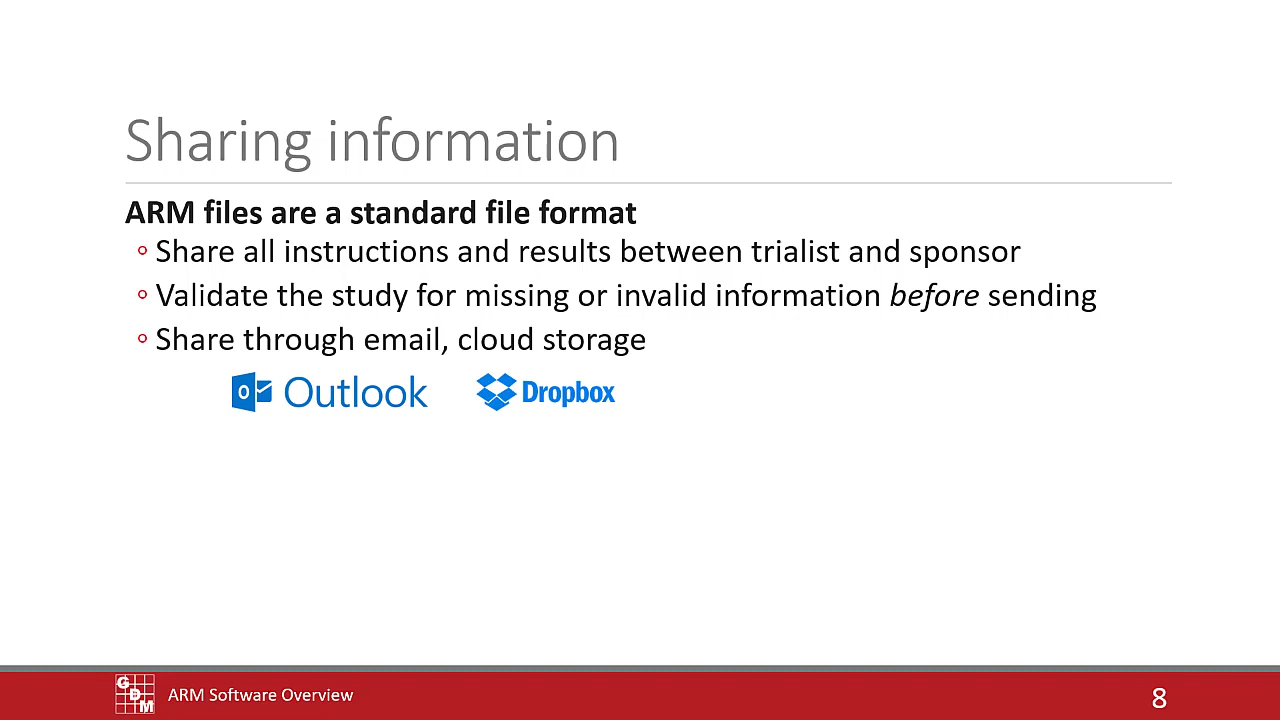 Sharing information
ARM files are a standard file format
◦ Share all instructions and results between trialist and sponsor
◦ Validate the study for missing or invalid information before sending
◦ Share through email, cloud storage
O Outlook Dropbox
GDM ARM Software Overview 8